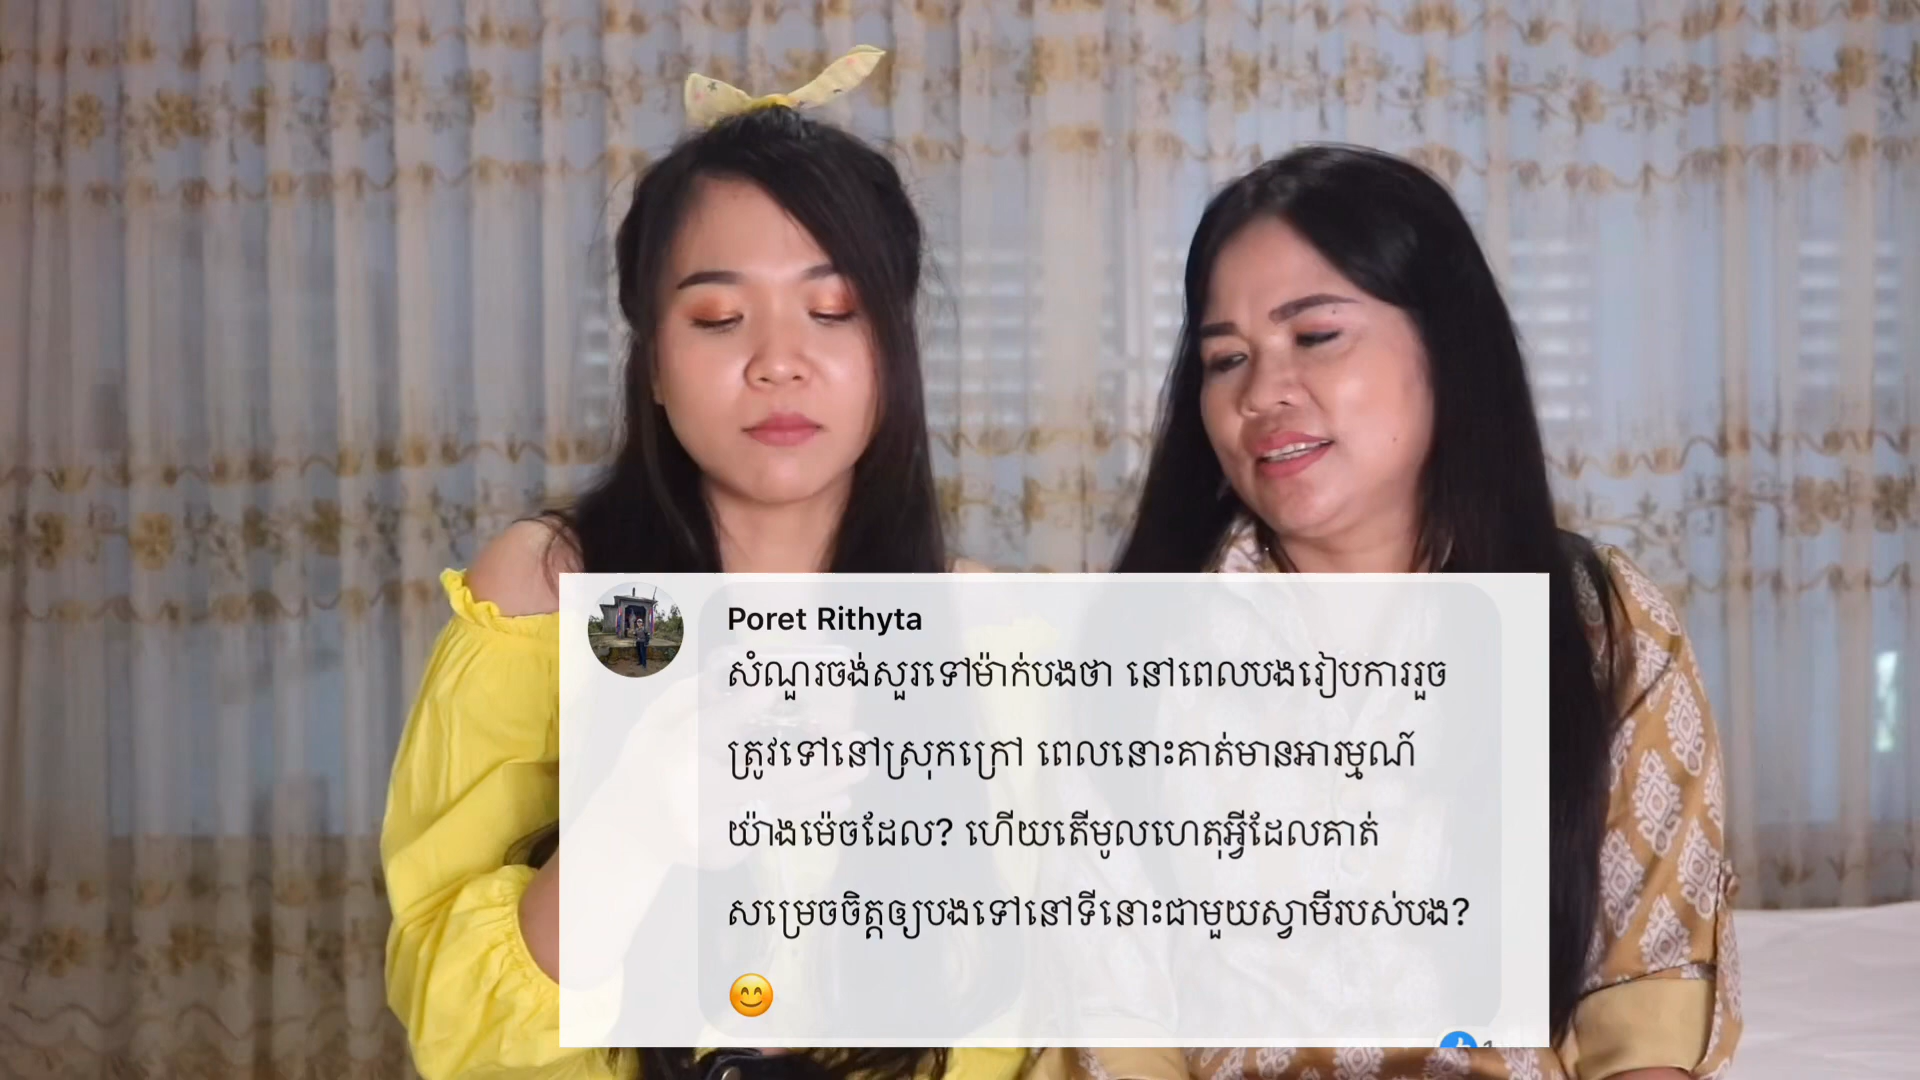 Poret Rithyta
សំណួរចង់សួរទៅម៉ាក់បងថា នៅពេលបងរៀបការរួច
ត្រូវទៅនៅស្រុកក្រៅ ពេលនោះគាត់មានអារម្មណ៍
យ៉ាងម៉េចដែល? ហើយតើមូលហេតុអ្វីដែលគាត់
សម្រេចចិត្តឲ្យបងទៅនៅទីនោះជាមួយស្វាមីរបស់បង?
😊